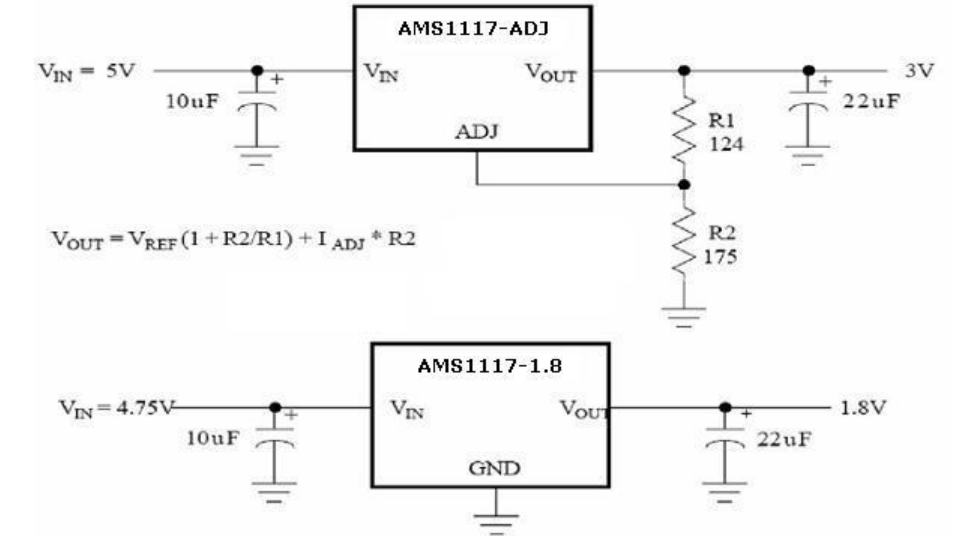 AMS1117-ADJ
VIN = 5V
VIN
VOUT
3V
+
10uF
+
22uF
ADJ
R1
124
VOUT = VREF (1 + R2/R1) + I ADJ * R2
R2
175
AMS1117-1.8
VIN = 4.75V
VIN
VOUT
1.8V
+
10uF
+
22uF
GND